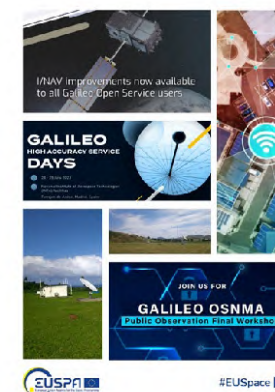 I/NAV improvements now available
to all Galileo Open Service users
GALILEO
HIGH ACCURACY SERVICE
DAYS
JOIN US FOR
GALILEO OSNMA
Public Observation Final Workshop
EUSPA
#EUSpace